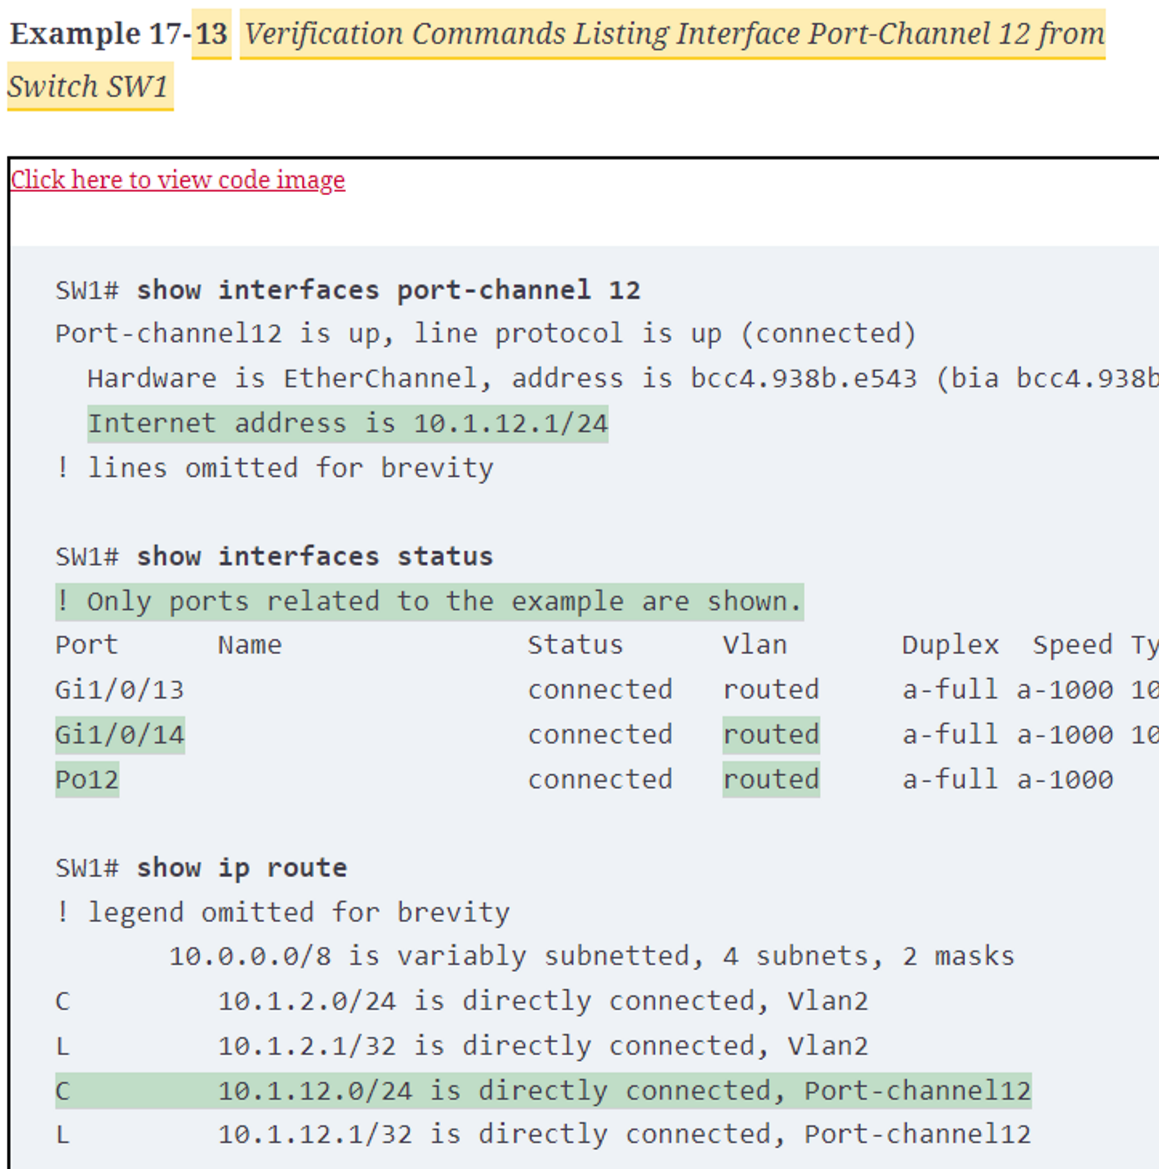 Example 17-13 Verification Commands Listing Interface Port-Channel 12 from
Switch SW1
Click here to view code image
SW1# show interfaces port-channel 12
Port-channel12 is up, line protocol is up (connected)
Hardware is EtherChannel, address is bcc4.938b.e543 (bia bcc4.938b
Internet address is 10.1.12.1/24
! lines omitted for brevity
SW1# show interfaces status
! Only ports related to the example are shown.
Port Name Status Vlan Duplex Speed Ty
Gi1/0/13 connected routed a-full a-1000 10
Gi1/0/14 connected routed a-full a-1000 10
Po12 connected routed a-full a-1000
SW1# show ip route
! legend omitted for brevity
10.0.0.0/8 is variably subnetted, 4 subnets, 2 masks
C 10.1.2.0/24 is directly connected, Vlan2
L 10.1.2.1/32 is directly connected, Vlan2
C 10.1.12.0/24 is directly connected, Port-channel12
L 10.1.12.1/32 is directly connected, Port-channel12